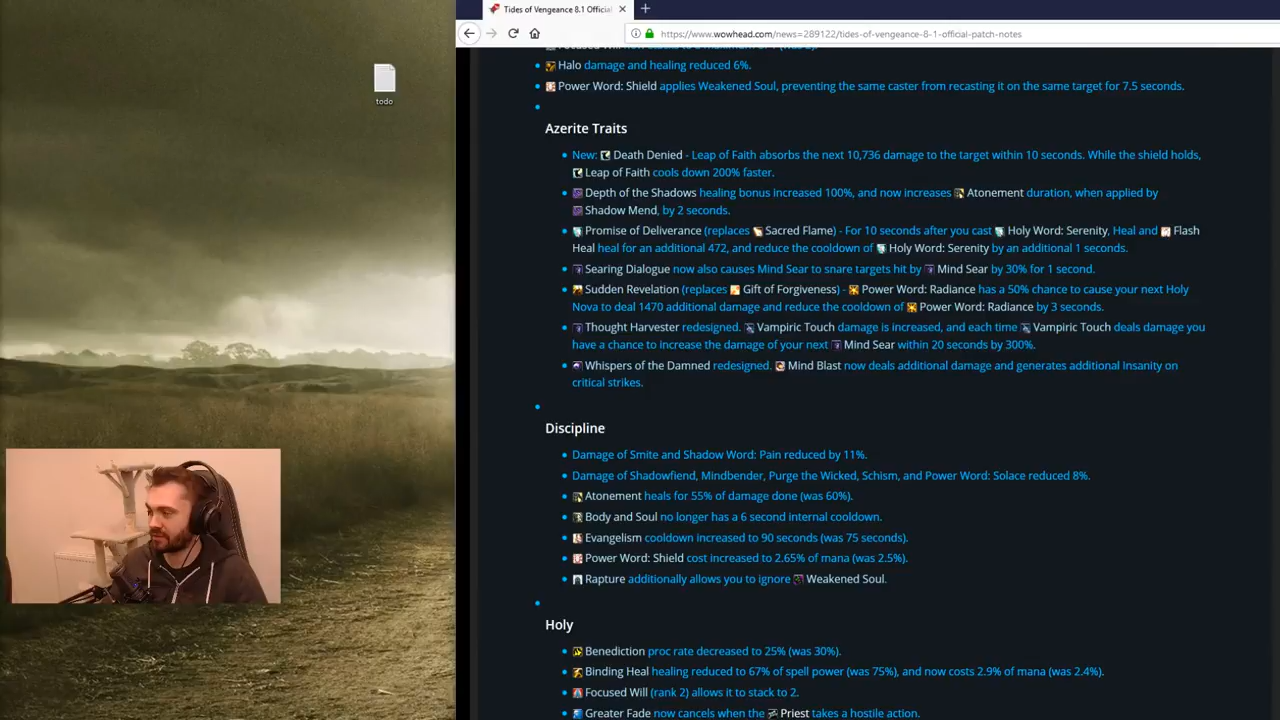 Tides of Vengeance 8.1 Official
https://www.wowhead.com/news=289122/tides-of-vengeance-8-1-official-patch-notes
todo
Halo damage and healing reduced 6%.
Power Word: Shield applies Weakened Soul, preventing the same caster from recasting it on the same target for 7.5 seconds.
Azerite Traits
New: Death Denied - Leap of Faith absorbs the next 10,736 damage to the target within 10 seconds. While the shield holds,
Leap of Faith cools down 200% faster.
Depth of the Shadows healing bonus increased 100%, and now increases Atonement duration, when applied by
Shadow Mend, by 2 seconds.
Promise of Deliverance (replaces Sacred Flame) - For 10 seconds after you cast Holy Word: Serenity, Heal and Flash
Heal heal for an additional 472, and reduce the cooldown of Holy Word: Serenity by an additional 1 seconds.
Searing Dialogue now also causes Mind Sear to snare targets hit by Mind Sear by 30% for 1 second.
Sudden Revelation (replaces Gift of Forgiveness) - Power Word: Radiance has a 50% chance to cause your next Holy
Nova to deal 1470 additional damage and reduce the cooldown of Power Word: Radiance by 3 seconds.
Thought Harvester redesigned. Vampiric Touch damage is increased, and each time Vampiric Touch deals damage you
have a chance to increase the damage of your next Mind Sear within 20 seconds by 300%.
Whispers of the Damned redesigned. Mind Blast now deals additional damage and generates additional Insanity on
critical strikes.
Discipline
Damage of Smite and Shadow Word: Pain reduced by 11%.
Damage of Shadowfiend, Mindbender, Purge the Wicked, Schism, and Power Word: Solace reduced 8%.
Atonement heals for 55% of damage done (was 60%).
Body and Soul no longer has a 6 second internal cooldown.
Evangelism cooldown increased to 90 seconds (was 75 seconds).
Power Word: Shield cost increased to 2.65% of mana (was 2.5%).
Rapture additionally allows you to ignore Weakened Soul.
Holy
Benediction proc rate decreased to 25% (was 30%).
Binding Heal healing reduced to 67% of spell power (was 75%), and now costs 2.9% of mana (was 2.4%).
Focused Will (rank 2) allows it to stack to 2.
Greater Fade now cancels when the Priest takes a hostile action.